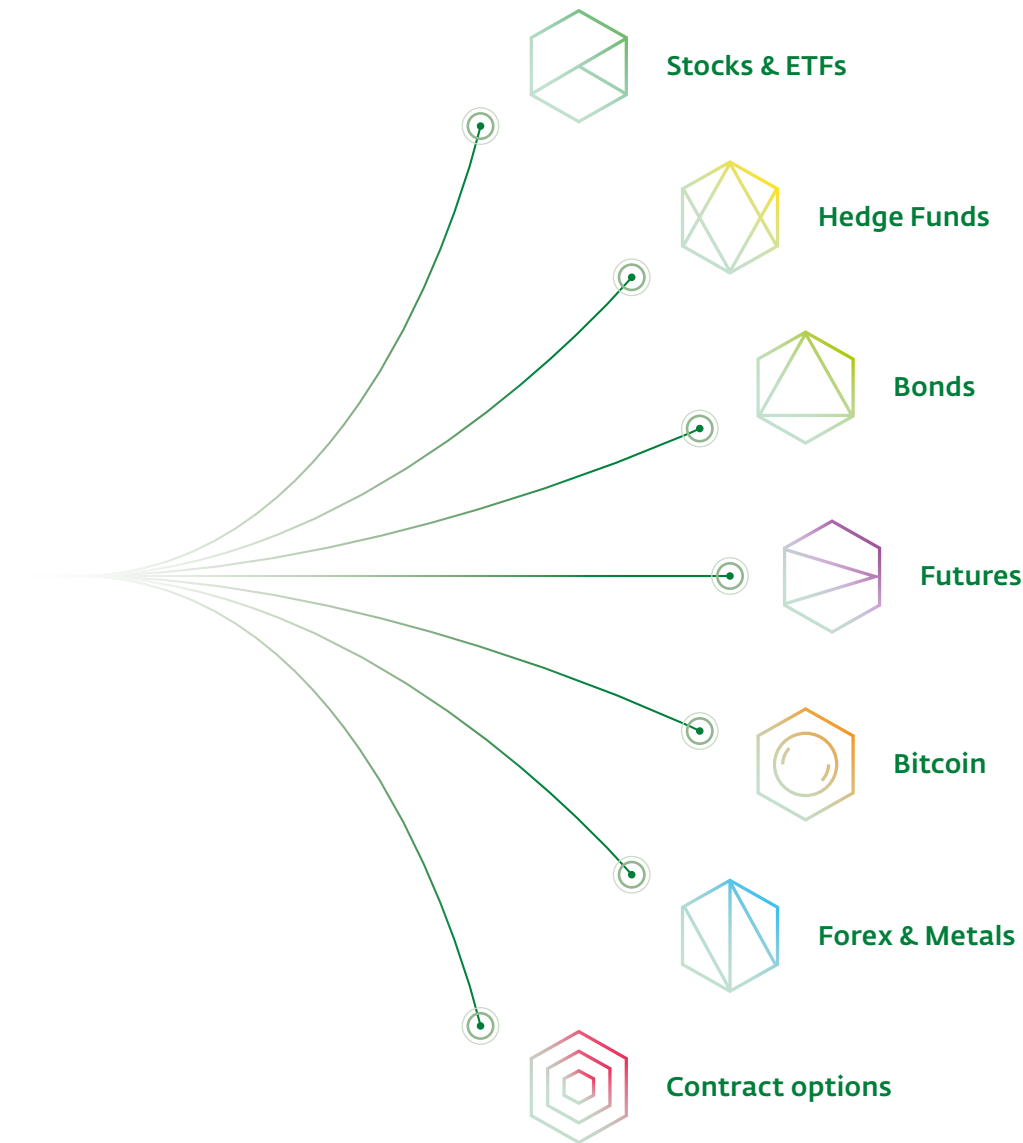 Stocks & ETFs
Hedge Funds
Bonds
Futures
Bitcoin
Forex & Metals
Contract options